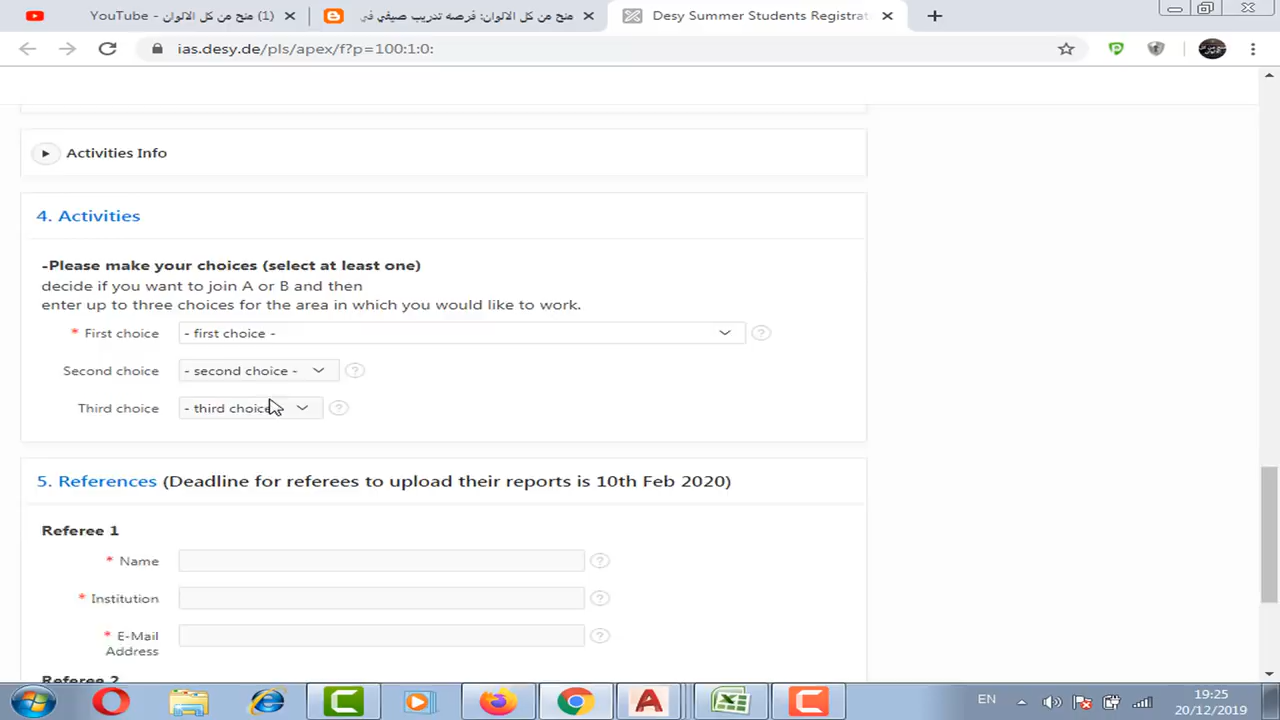 YouTube - منح من كل الالوان (1)
منح من كل الالوان: فرصه تدريب صيفي في
Desy Summer Students Registrat
ias.desy.de/pls/apex/f?p=100:1:0:
Activities Info
4. Activities
-Please make your choices (select at least one)
decide if you want to join A or B and then
enter up to three choices for the area in which you would like to work.
* First choice - first choice - ?
Second choice - second choice - ?
Third choice - third choice - ?
5. References (Deadline for referees to upload their reports is 10th Feb 2020)
Referee 1
* Name ?
* Institution ?
* E-Mail ?
Address
Referee 2
EN
19:25
20/12/2019